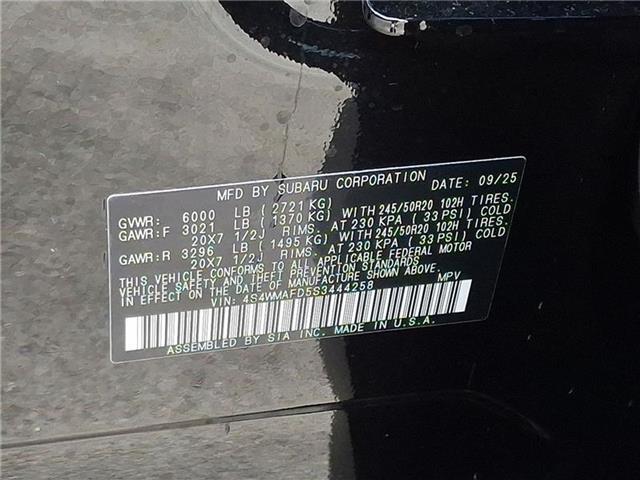 MFD BY SUBARU CORPORATION DATE: 09/25
GVWR: 6000 LB (2721 KG)
GAWR:F 3021 LB (1370 KG) WITH 245/50R20 102H TIRES.
20X7 1/2J RIMS. AT 230 KPA (33 PSI) COLD
GAWR:R 3296 LB (1495 KG) WITH 245/50R20 102H TIRES.
20X7 1/2J RIMS. AT 230 KPA (33 PSI) COLD
THIS VEHICLE CONFORMS TO ALL APPLICABLE FEDERAL MOTOR
VEHICLE SAFETY AND THEFT PREVENTION STANDARDS
IN EFFECT ON THE DATE OF MANUFACTURE SHOWN ABOVE.
VIN: 4S4WMAFD5S3444258 MPV
ASSEMBLED BY SIA INC. MADE IN U.S.A.